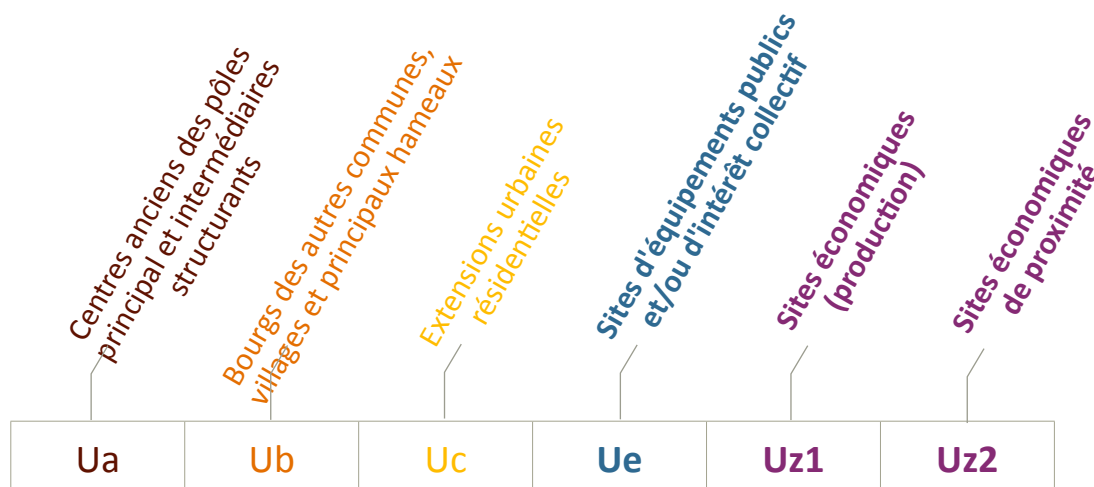 Centres anciens des pôles
principal et intermédiaires
structurants
Bourgs des autres communes,
villages et principaux hameaux
Extensions urbaines
résidentielles
Sites d'équipements publics
et/ou d'intérêt collectif
Sites économiques
(production)
Sites économiques
de proximité
Ua
Ub
Uc
Ue
Uz1
Uz2